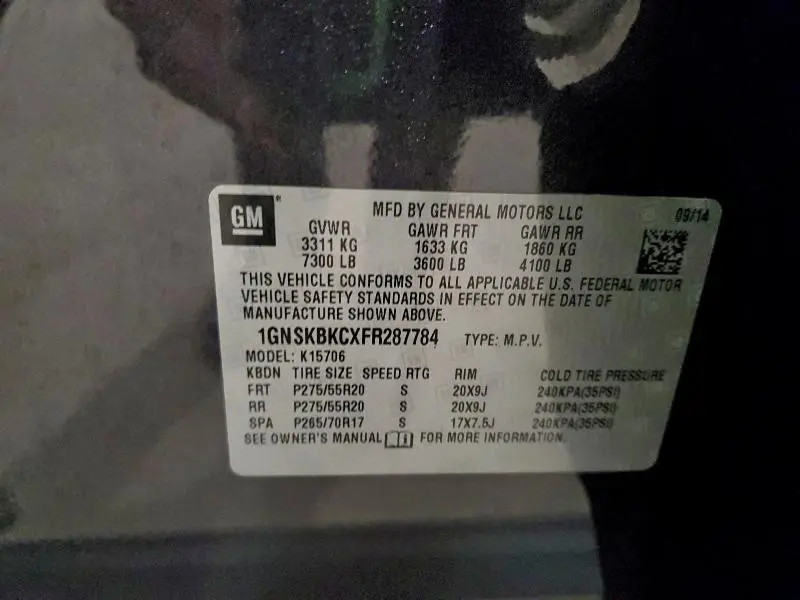 GM®
MFD BY GENERAL MOTORS LLC 09/14
GVWR GAWR FRT GAWR RR
3311 KG 1633 KG 1860 KG
7300 LB 3600 LB 4100 LB
THIS VEHICLE CONFORMS TO ALL APPLICABLE U.S. FEDERAL MOTOR
VEHICLE SAFETY STANDARDS IN EFFECT ON THE DATE OF
MANUFACTURE SHOWN ABOVE.
1GNSKBKCXFR287784 TYPE: M.P.V.
MODEL: K15706
KBDN TIRE SIZE SPEED RTG RIM COLD TIRE PRESSURE
FRT P275/55R20 S 20X9J 240KPA(35PSI)
RR P275/55R20 S 20X9J 240KPA(35PSI)
SPA P265/70R17 S 17X7.5J 240KPA(35PSI)
SEE OWNER'S MANUAL FOR MORE INFORMATION.